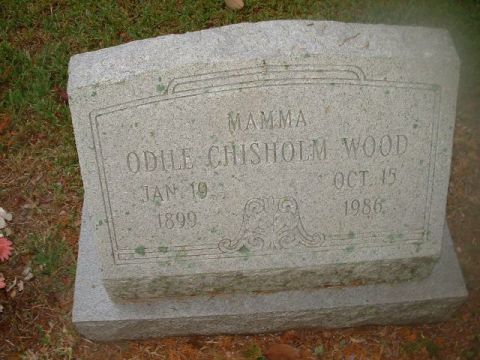 MAMMA
ODILE CHISHOLM WOOD
JAN 19 OCT 15
1899 1986